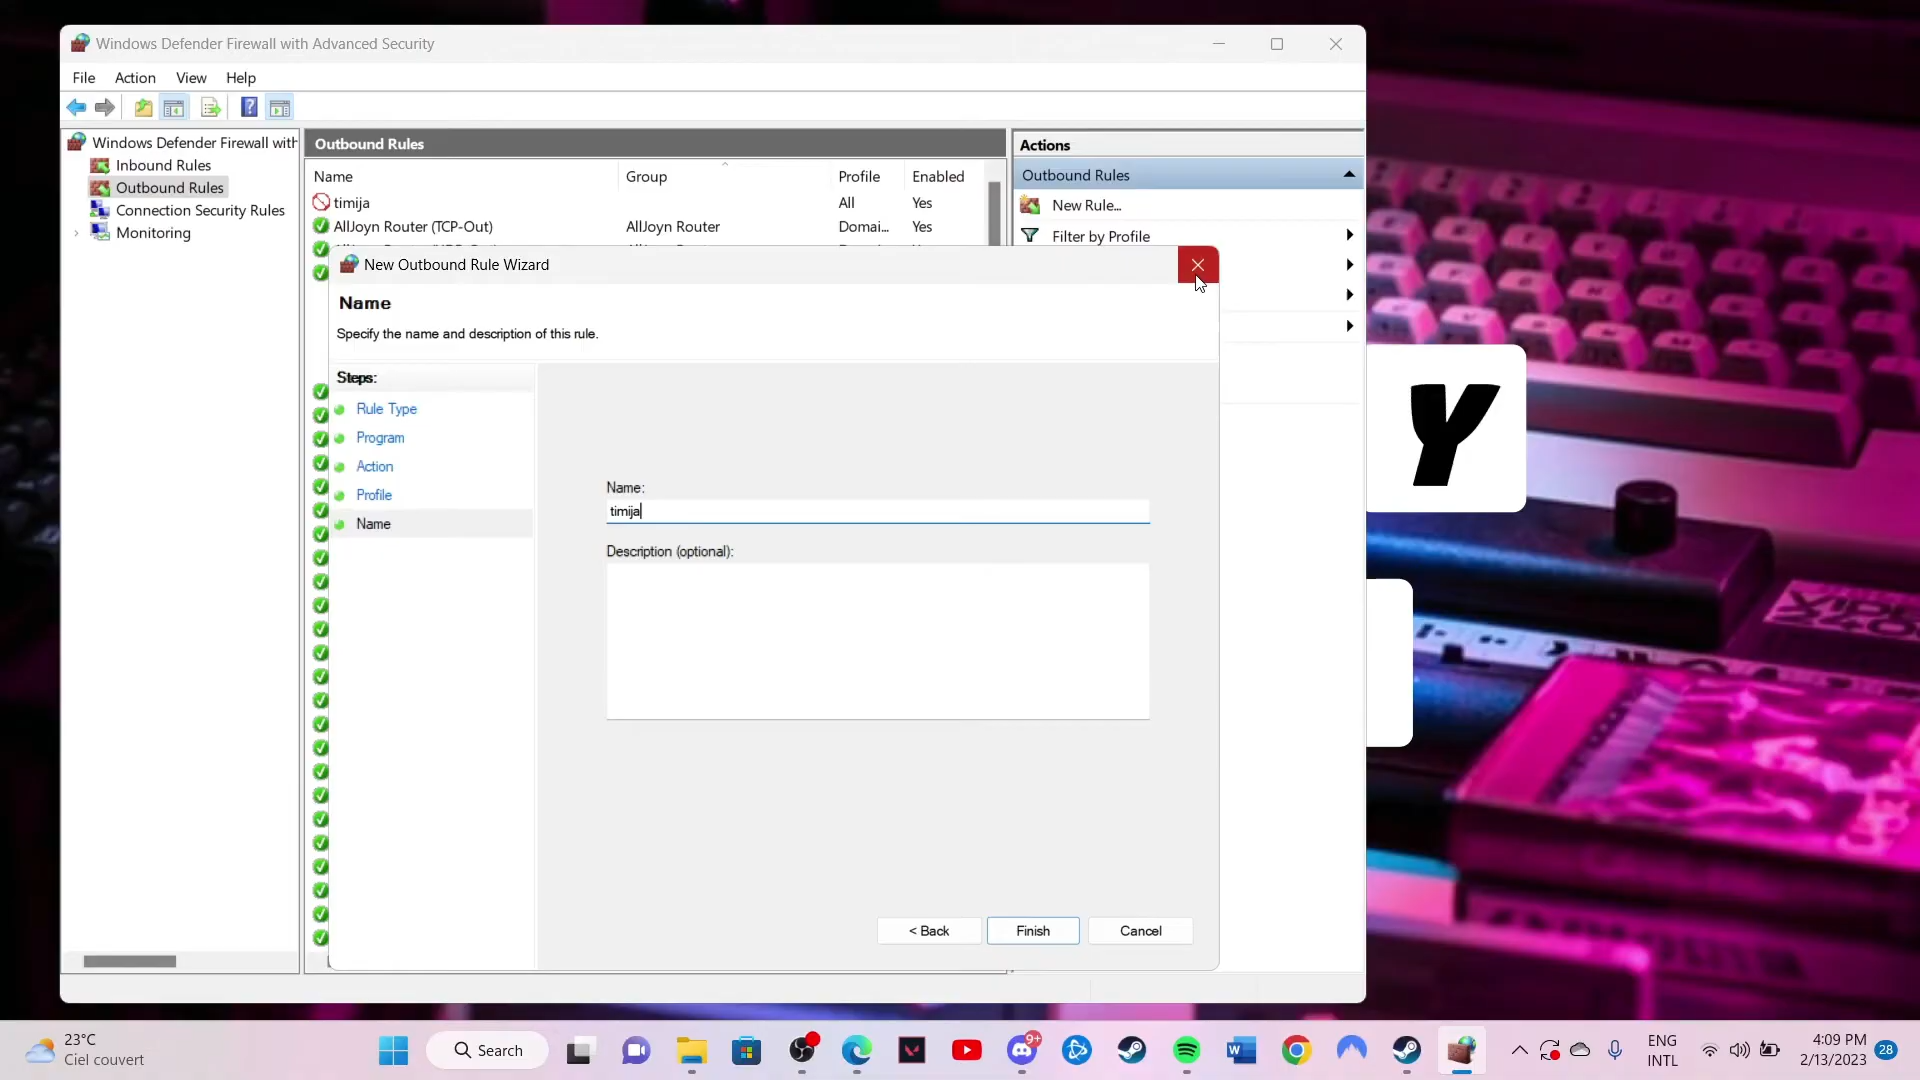 Windows Defender Firewall with Advanced Security
File Action View Help
Windows Defender Firewall with
Inbound Rules
Outbound Rules
Connection Security Rules
Monitoring
Outbound Rules
Name Group Profile Enabled
timija All Yes
AllJoyn Router (TCP-Out) AllJoyn Router Domai... Yes
Actions
Outbound Rules
New Rule...
Filter by Profile
New Outbound Rule Wizard
Name
Specify the name and description of this rule.
Steps:
Rule Type
Program
Action
Profile
Name
Name:
timija
Description (optional):
< Back Finish Cancel
Y
23°C
Ciel couvert
Search
9+
ENG
INTL
4:09 PM
2/13/2023
28